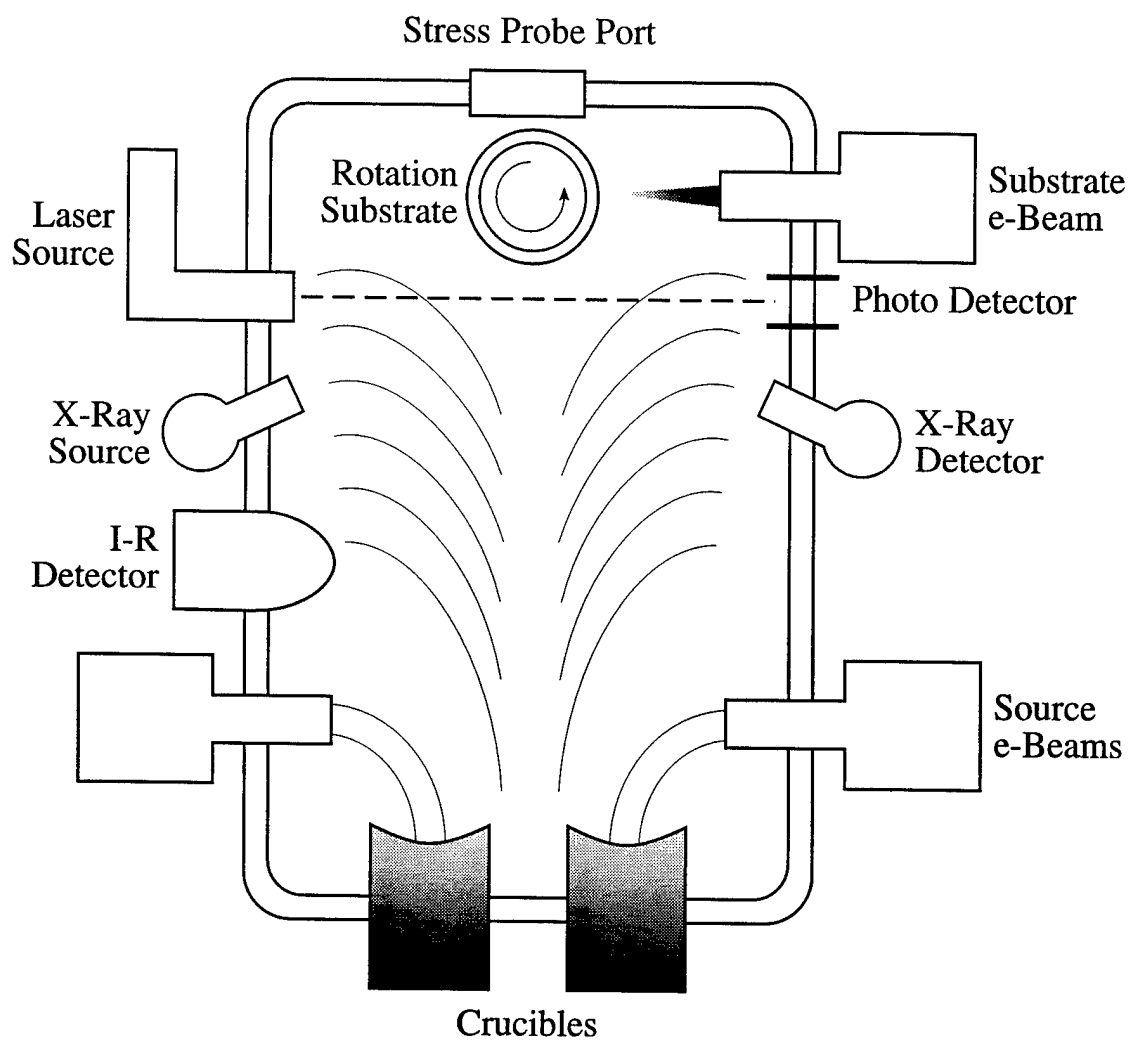 Stress Probe Port
Rotation
Substrate
Substrate
e-Beam
Laser
Source
Photo Detector
X-Ray
Source
X-Ray
Detector
I-R
Detector
Source
e-Beams
Crucibles